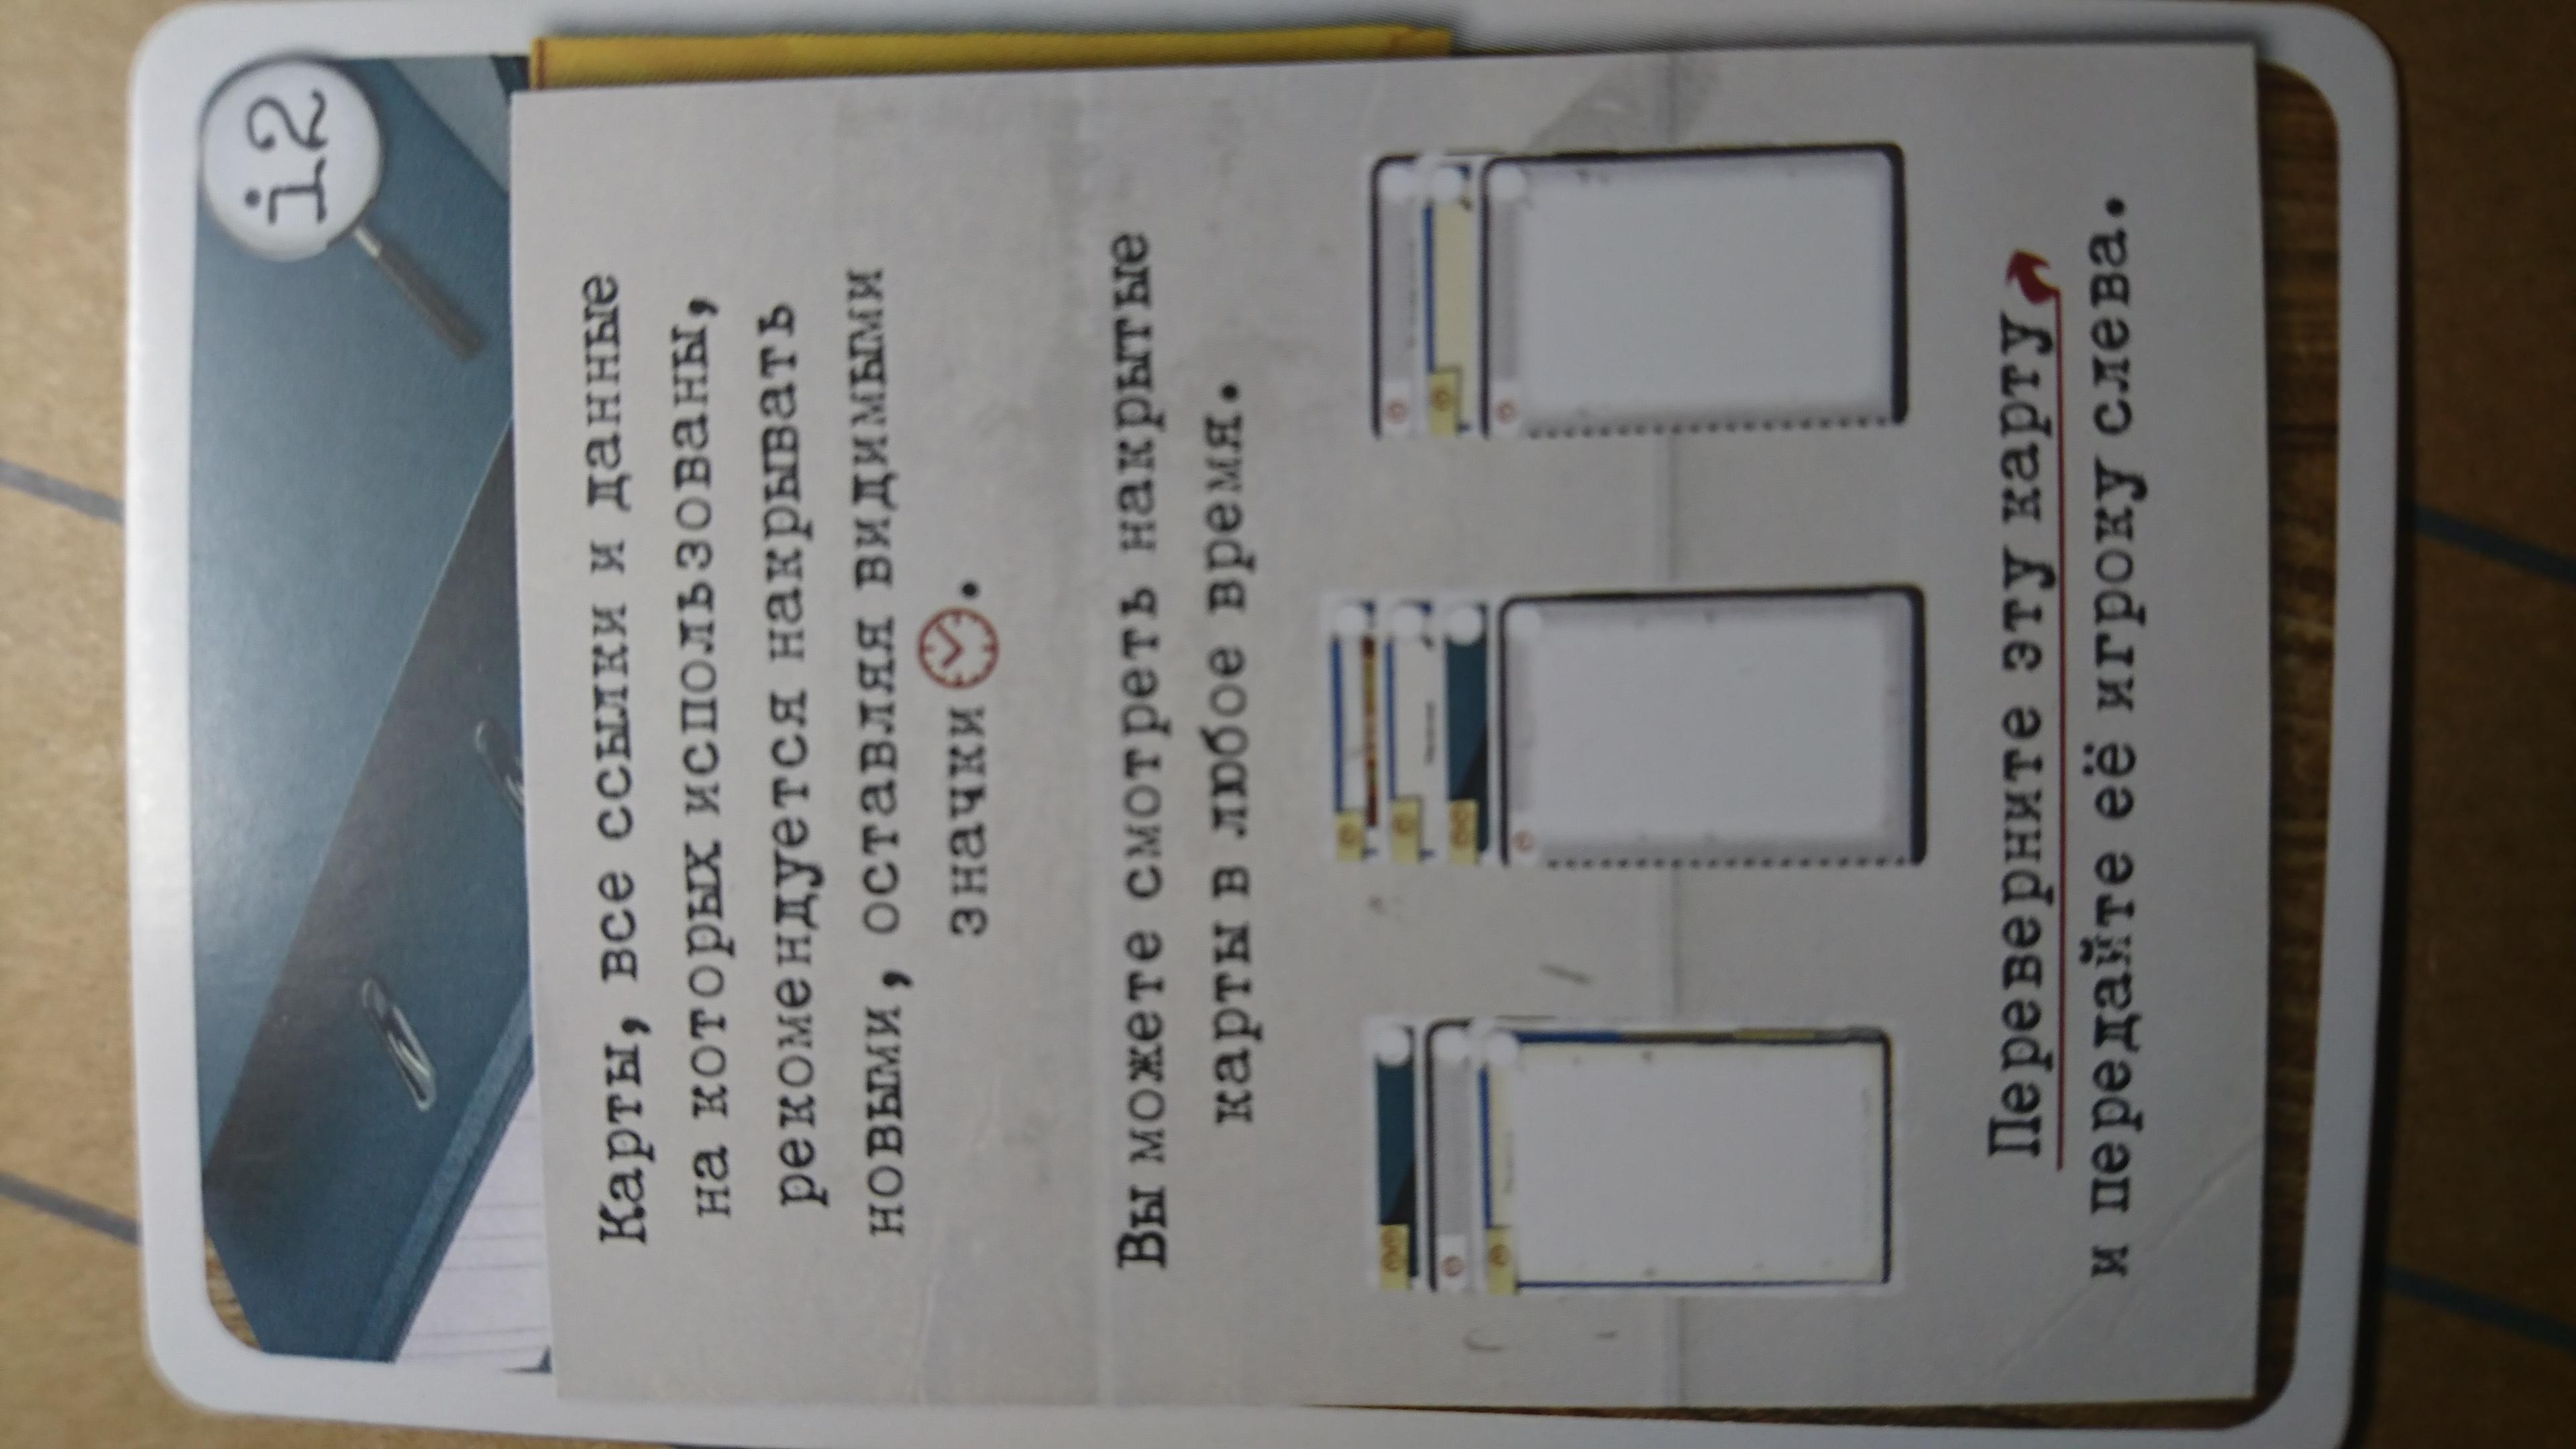 i2
Карты, все ссылки и данные
на которых использованы,
рекомендуется накрывать
новыми, оставляя видимыми
значки.
Вы можете смотреть накрытые
карты в любое время.
Переверните эту карту
и передайте её игроку слева.